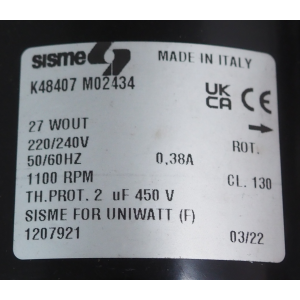 sisme MADE IN ITALY
K48407 M02434
UK CA CE
27 WOUT
220/240V ROT.
50/60HZ 0,38A
1100 RPM CL. 130
TH.PROT. 2 uF 450 V
SISME FOR UNIWATT (F)
1207921 03/22